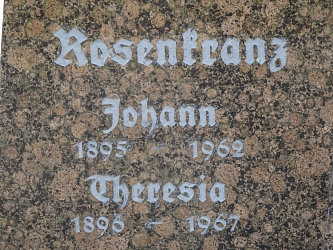 Rosenkranz
Johann
1895 – 1962
Theresia
1896 – 1967